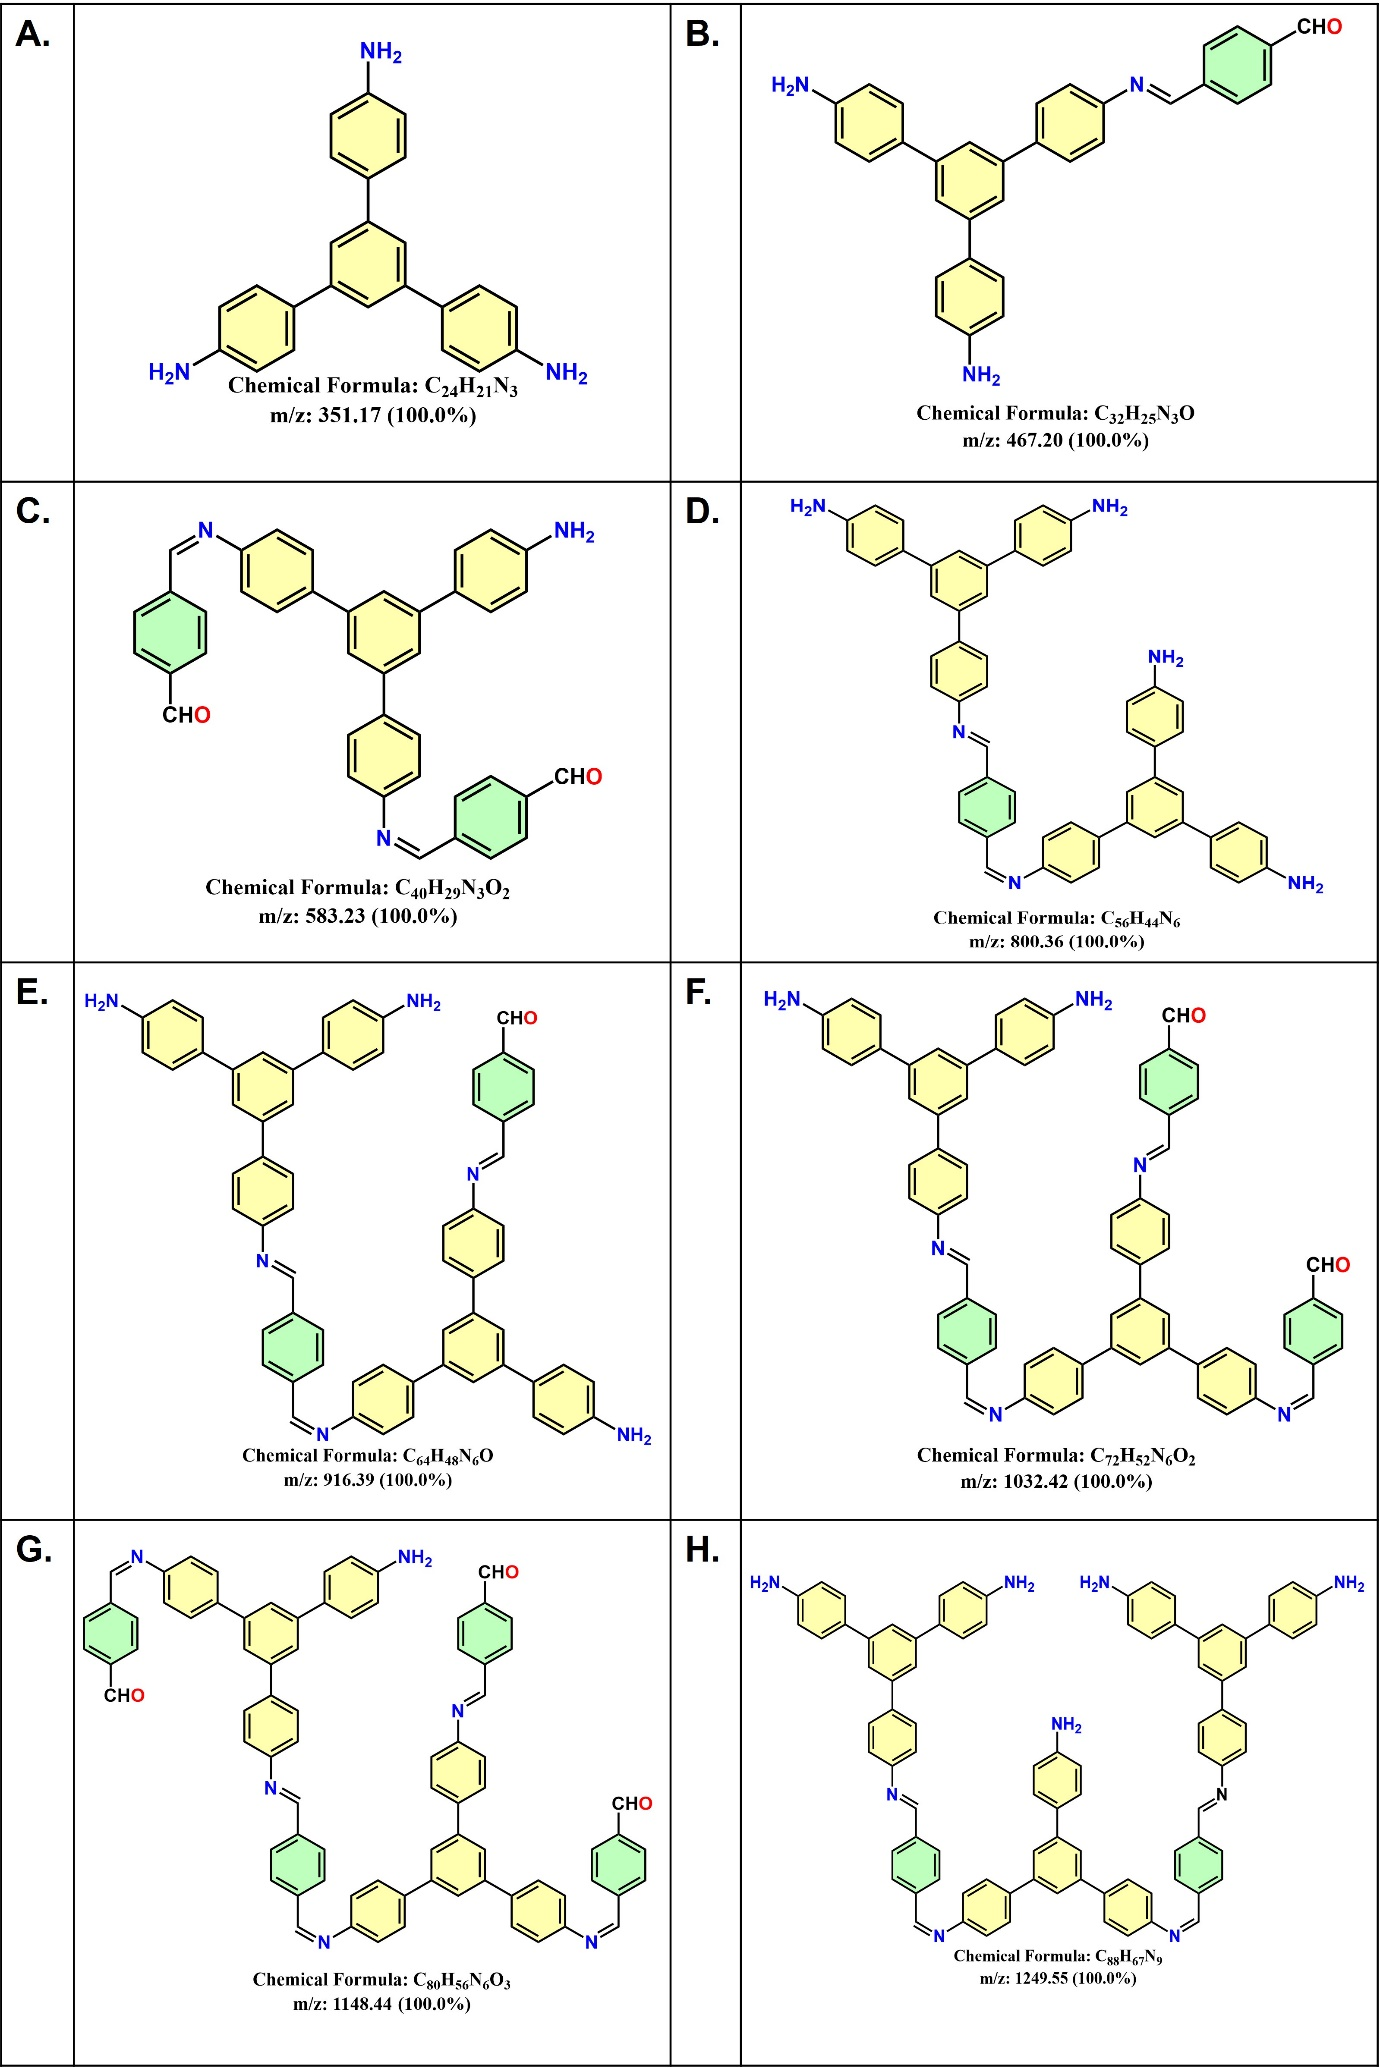 A.
NH₂
H₂N
NH₂
Chemical Formula: C₂₄H₂₁N₃
m/z: 351.17 (100.0%)
B.
CHO
N
H₂N
NH₂
Chemical Formula: C₃₂H₂₅N₃O
m/z: 467.20 (100.0%)
C.
N
NH₂
CHO
CHO
N
Chemical Formula: C₄₀H₂₉N₃O₂
m/z: 583.23 (100.0%)
D.
H₂N
NH₂
NH₂
N
N
NH₂
Chemical Formula: C₅₆H₄₄N₆
m/z: 800.36 (100.0%)
E.
H₂N
NH₂
CHO
N
N
N
NH₂
Chemical Formula: C₆₄H₄₈N₆O
m/z: 916.39 (100.0%)
F.
H₂N
NH₂
CHO
N
N
CHO
N
N
Chemical Formula: C₇₂H₅₂N₆O₂
m/z: 1032.42 (100.0%)
G.
N
NH₂
CHO
CHO
N
N
CHO
N
N
Chemical Formula: C₈₀H₅₆N₆O₃
m/z: 1148.44 (100.0%)
H.
H₂N
NH₂
H₂N
NH₂
NH₂
N
N
N
N
Chemical Formula: C₈₈H₆₇N₉
m/z: 1249.55 (100.0%)